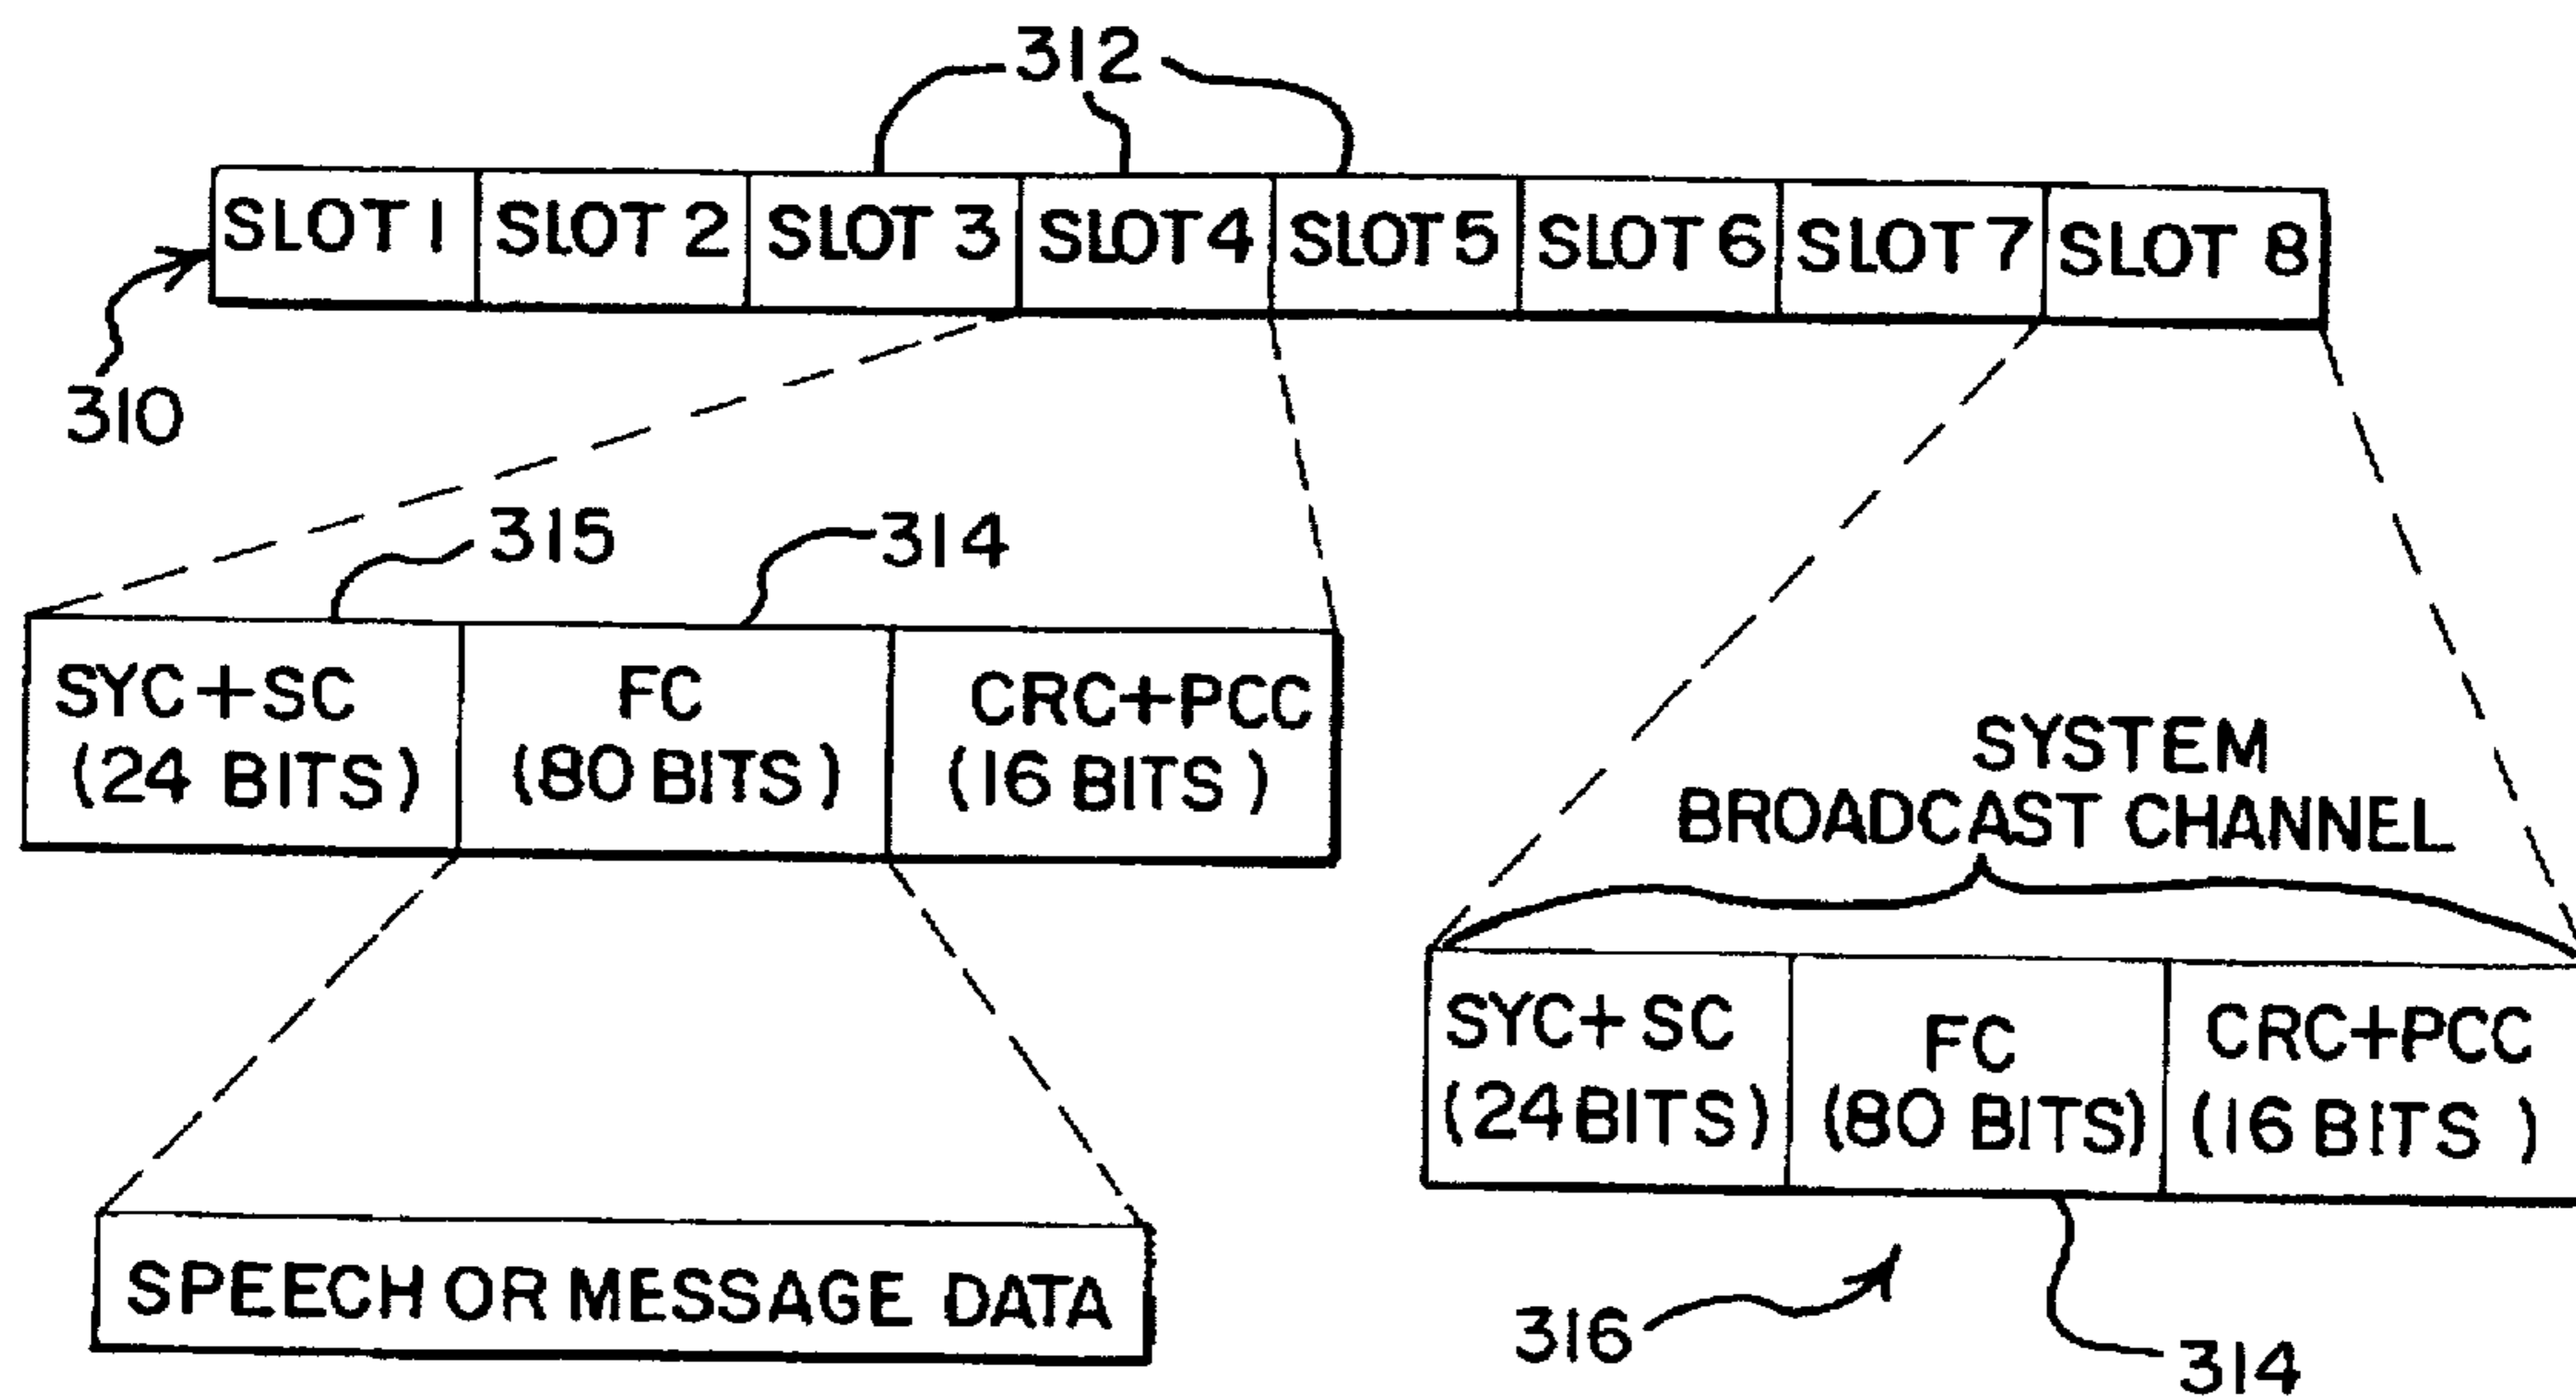 312
SLOT 1 SLOT 2 SLOT 3 SLOT 4 SLOT 5 SLOT 6 SLOT 7 SLOT 8
310
315 314
SYC+SC FC CRC+PCC
(24 BITS) (80 BITS) (16 BITS)
SYSTEM
BROADCAST CHANNEL
SYC+SC FC CRC+PCC
(24 BITS) (80 BITS) (16 BITS)
SPEECH OR MESSAGE DATA
316
314